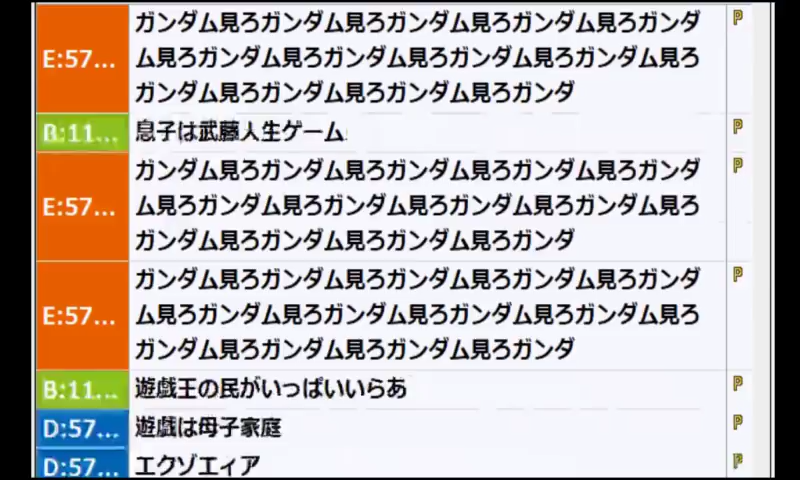 E:57...
ガンダム見ろガンダム見ろガンダム見ろガンダム見ろガンダ
ム見ろガンダム見ろガンダム見ろガンダム見ろガンダム見ろ
ガンダム見ろガンダム見ろガンダム見ろガンダ
P
B:11...
息子は武藤人生ゲーム
P
E:57...
ガンダム見ろガンダム見ろガンダム見ろガンダム見ろガンダ
ム見ろガンダム見ろガンダム見ろガンダム見ろガンダム見ろ
ガンダム見ろガンダム見ろガンダム見ろガンダ
P
E:57...
ガンダム見ろガンダム見ろガンダム見ろガンダム見ろガンダ
ム見ろガンダム見ろガンダム見ろガンダム見ろガンダム見ろ
ガンダム見ろガンダム見ろガンダム見ろガンダ
P
B:11...
遊戯王の民がいっぱいいらあ
P
D:57...
遊戯は母子家庭
P
D:57...
エクゾエィア
P